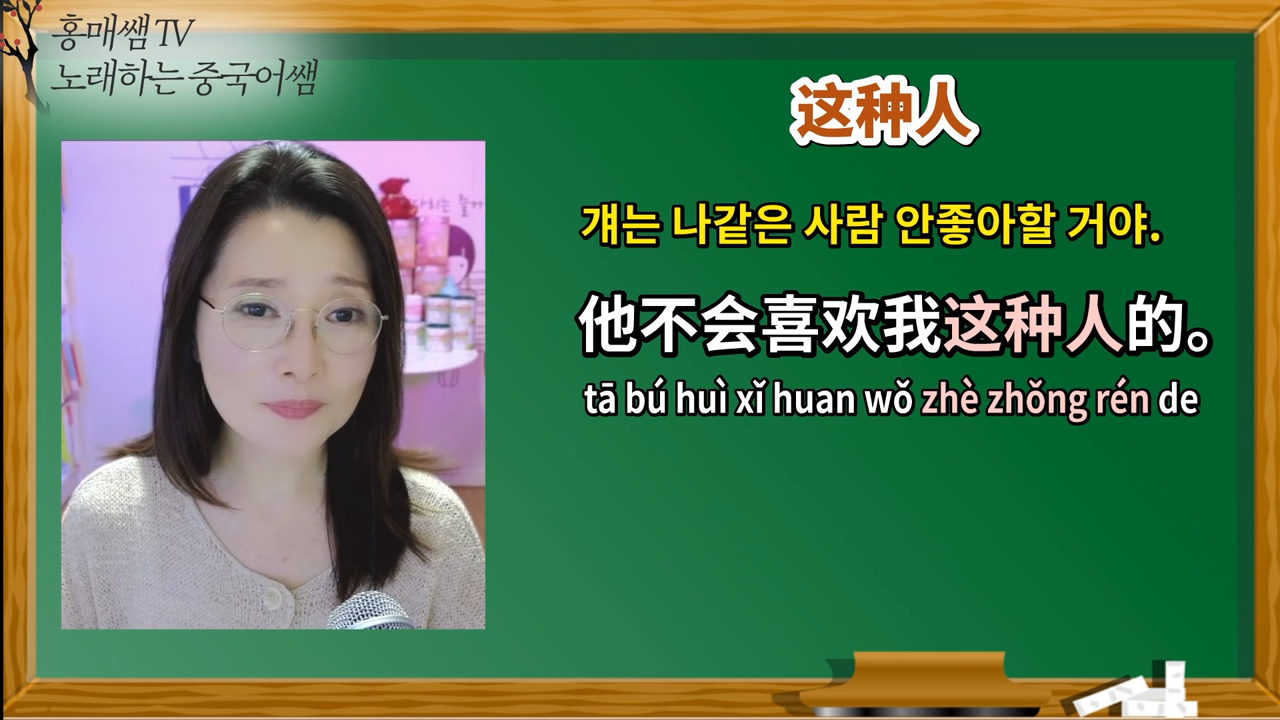 홍매쌤 TV
노래하는 중국어쌤
这种人
걔는 나같은 사람 안좋아할 거야.
他不会喜欢我这种人的。
tā bú huì xǐ huan wǒ zhè zhǒng rén de